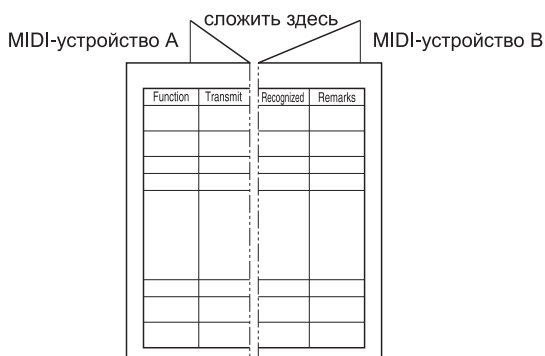 сложить здесь
MIDI-устройство A MIDI-устройство B
Function Transmit Recognized Remarks